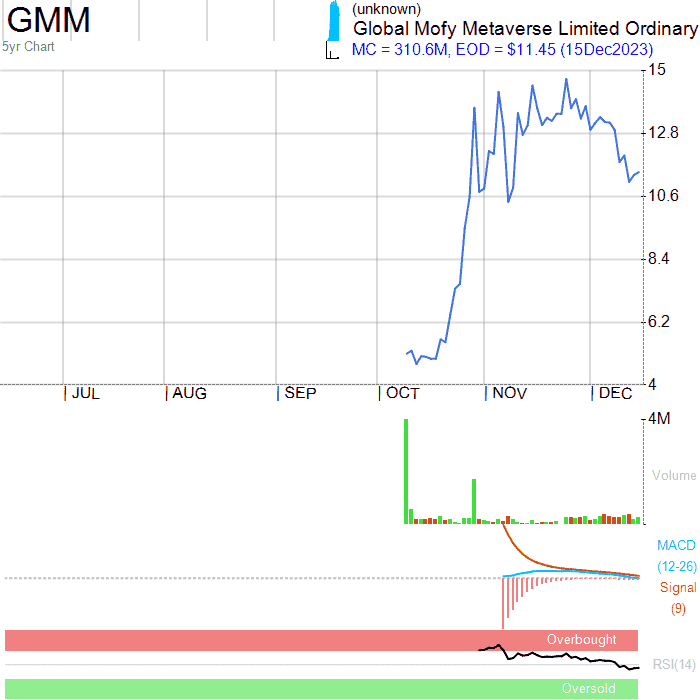 GMM
(unknown)
Global Mofy Metaverse Limited Ordinary
5yr Chart
MC = 310.6M, EOD = $11.45 (15Dec2023)
15
12.8
10.6
8.4
6.2
4
JUL AUG SEP OCT NOV DEC
4M
Volume
MACD
(12-26)
Signal
(9)
Overbought
RSI(14)
Oversold